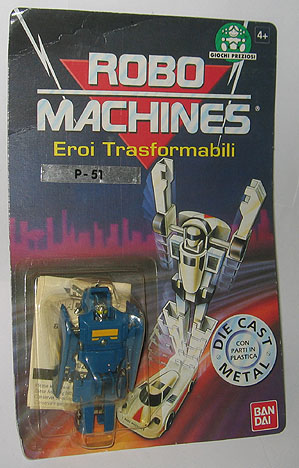 GIOCHI PREZIOSI
4+
ROBO
MACHINES®
Eroi Trasformabili
P-51
DIE CAST
CON
PARTI IN
PLASTICA
METAL
BAN
DAI